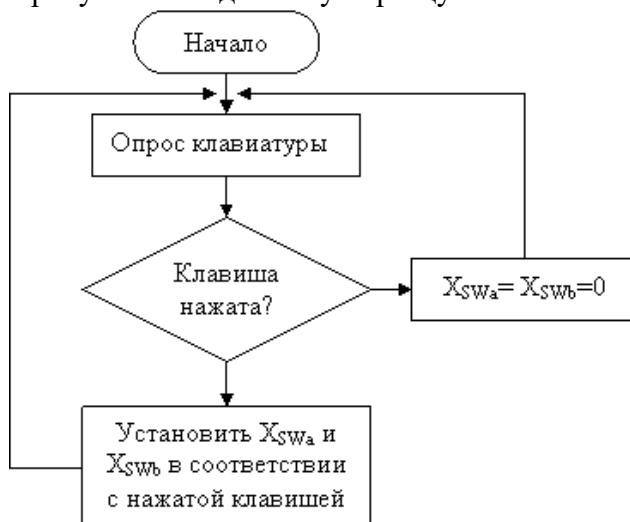 Начало
Опрос клавиатуры
Клавиша
нажата?
X_SWa= X_SWb=0
Установить X_SWa и
X_SWb в соответствии
с нажатой клавишей